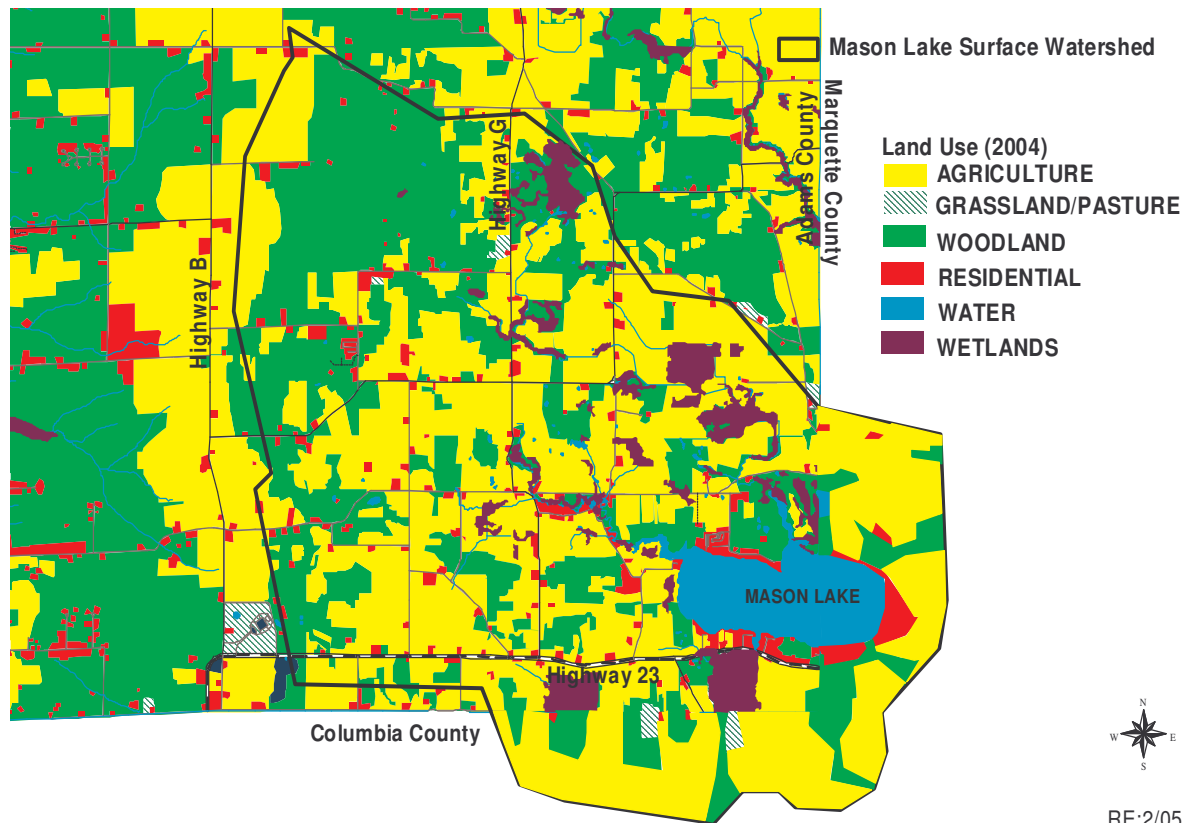 Mason Lake Surface Watershed
Adams County
Marquette County
Land Use (2004)
AGRICULTURE
GRASSLAND/PASTURE
WOODLAND
RESIDENTIAL
WATER
WETLANDS
Highway G
Highway B
MASON LAKE
Highway 23
Columbia County
N
W
E
S
RE:2/05